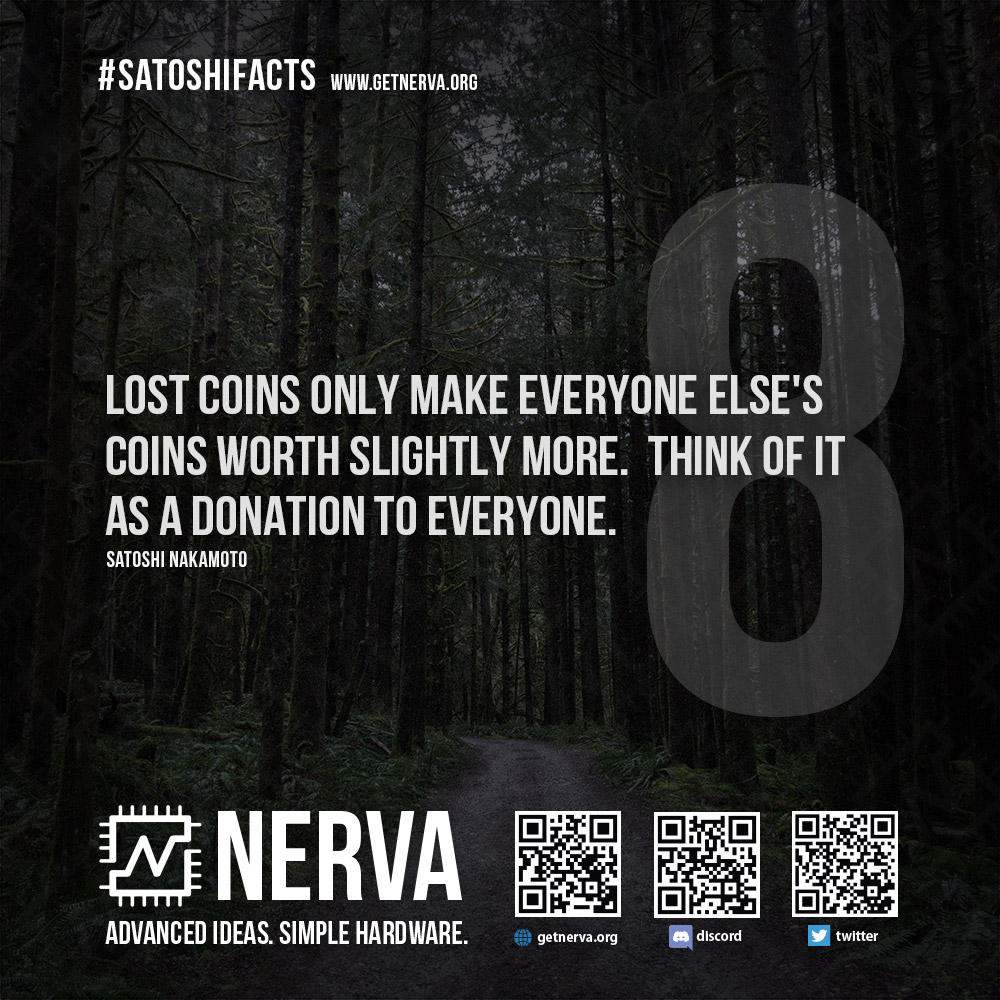 #SATOSHIFACTS WWW.GETNERVA.ORG
8
LOST COINS ONLY MAKE EVERYONE ELSE'S
COINS WORTH SLIGHTLY MORE.  THINK OF IT
AS A DONATION TO EVERYONE.
SATOSHI NAKAMOTO
NERVA
ADVANCED IDEAS. SIMPLE HARDWARE.
getnerva.org discord twitter